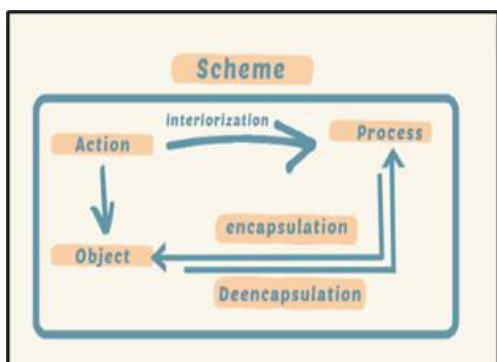 Scheme
interiorization
Action
Process
encapsulation
Object
Deencapsulation